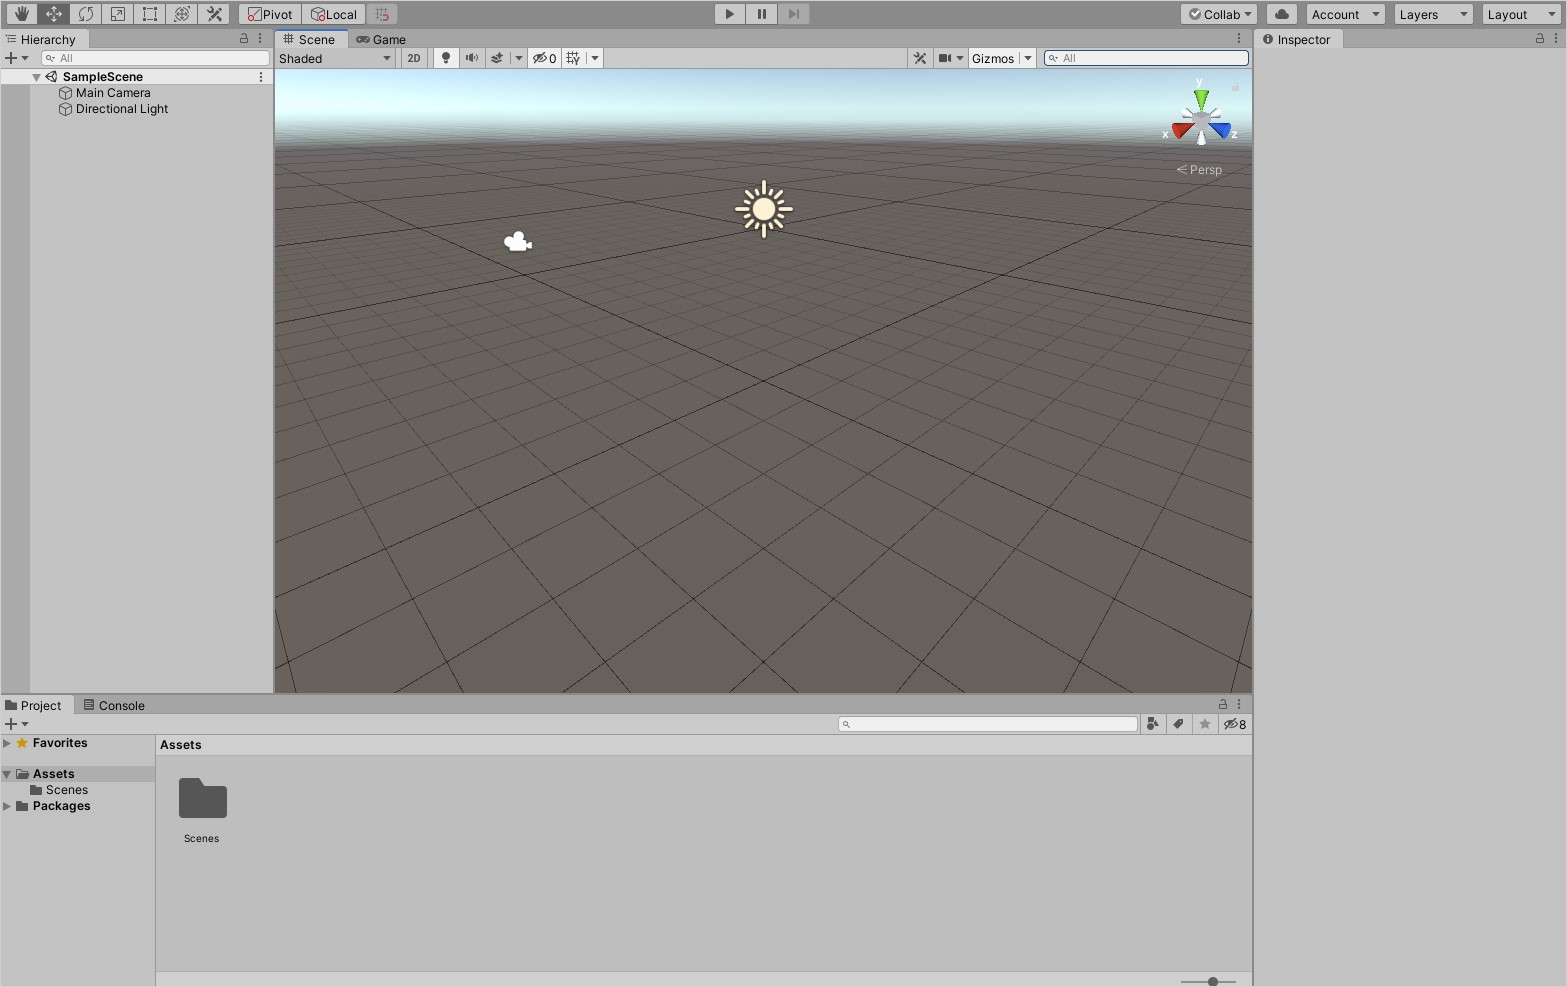 Pivot Local Collab Account Layers Layout
Hierarchy Scene Game Inspector
All Shaded 2D 0 Gizmos All
SampleScene
Main Camera
Directional Light
y
x z
Persp
Project Console
8
Favorites Assets
Assets
Scenes
Packages
Scenes